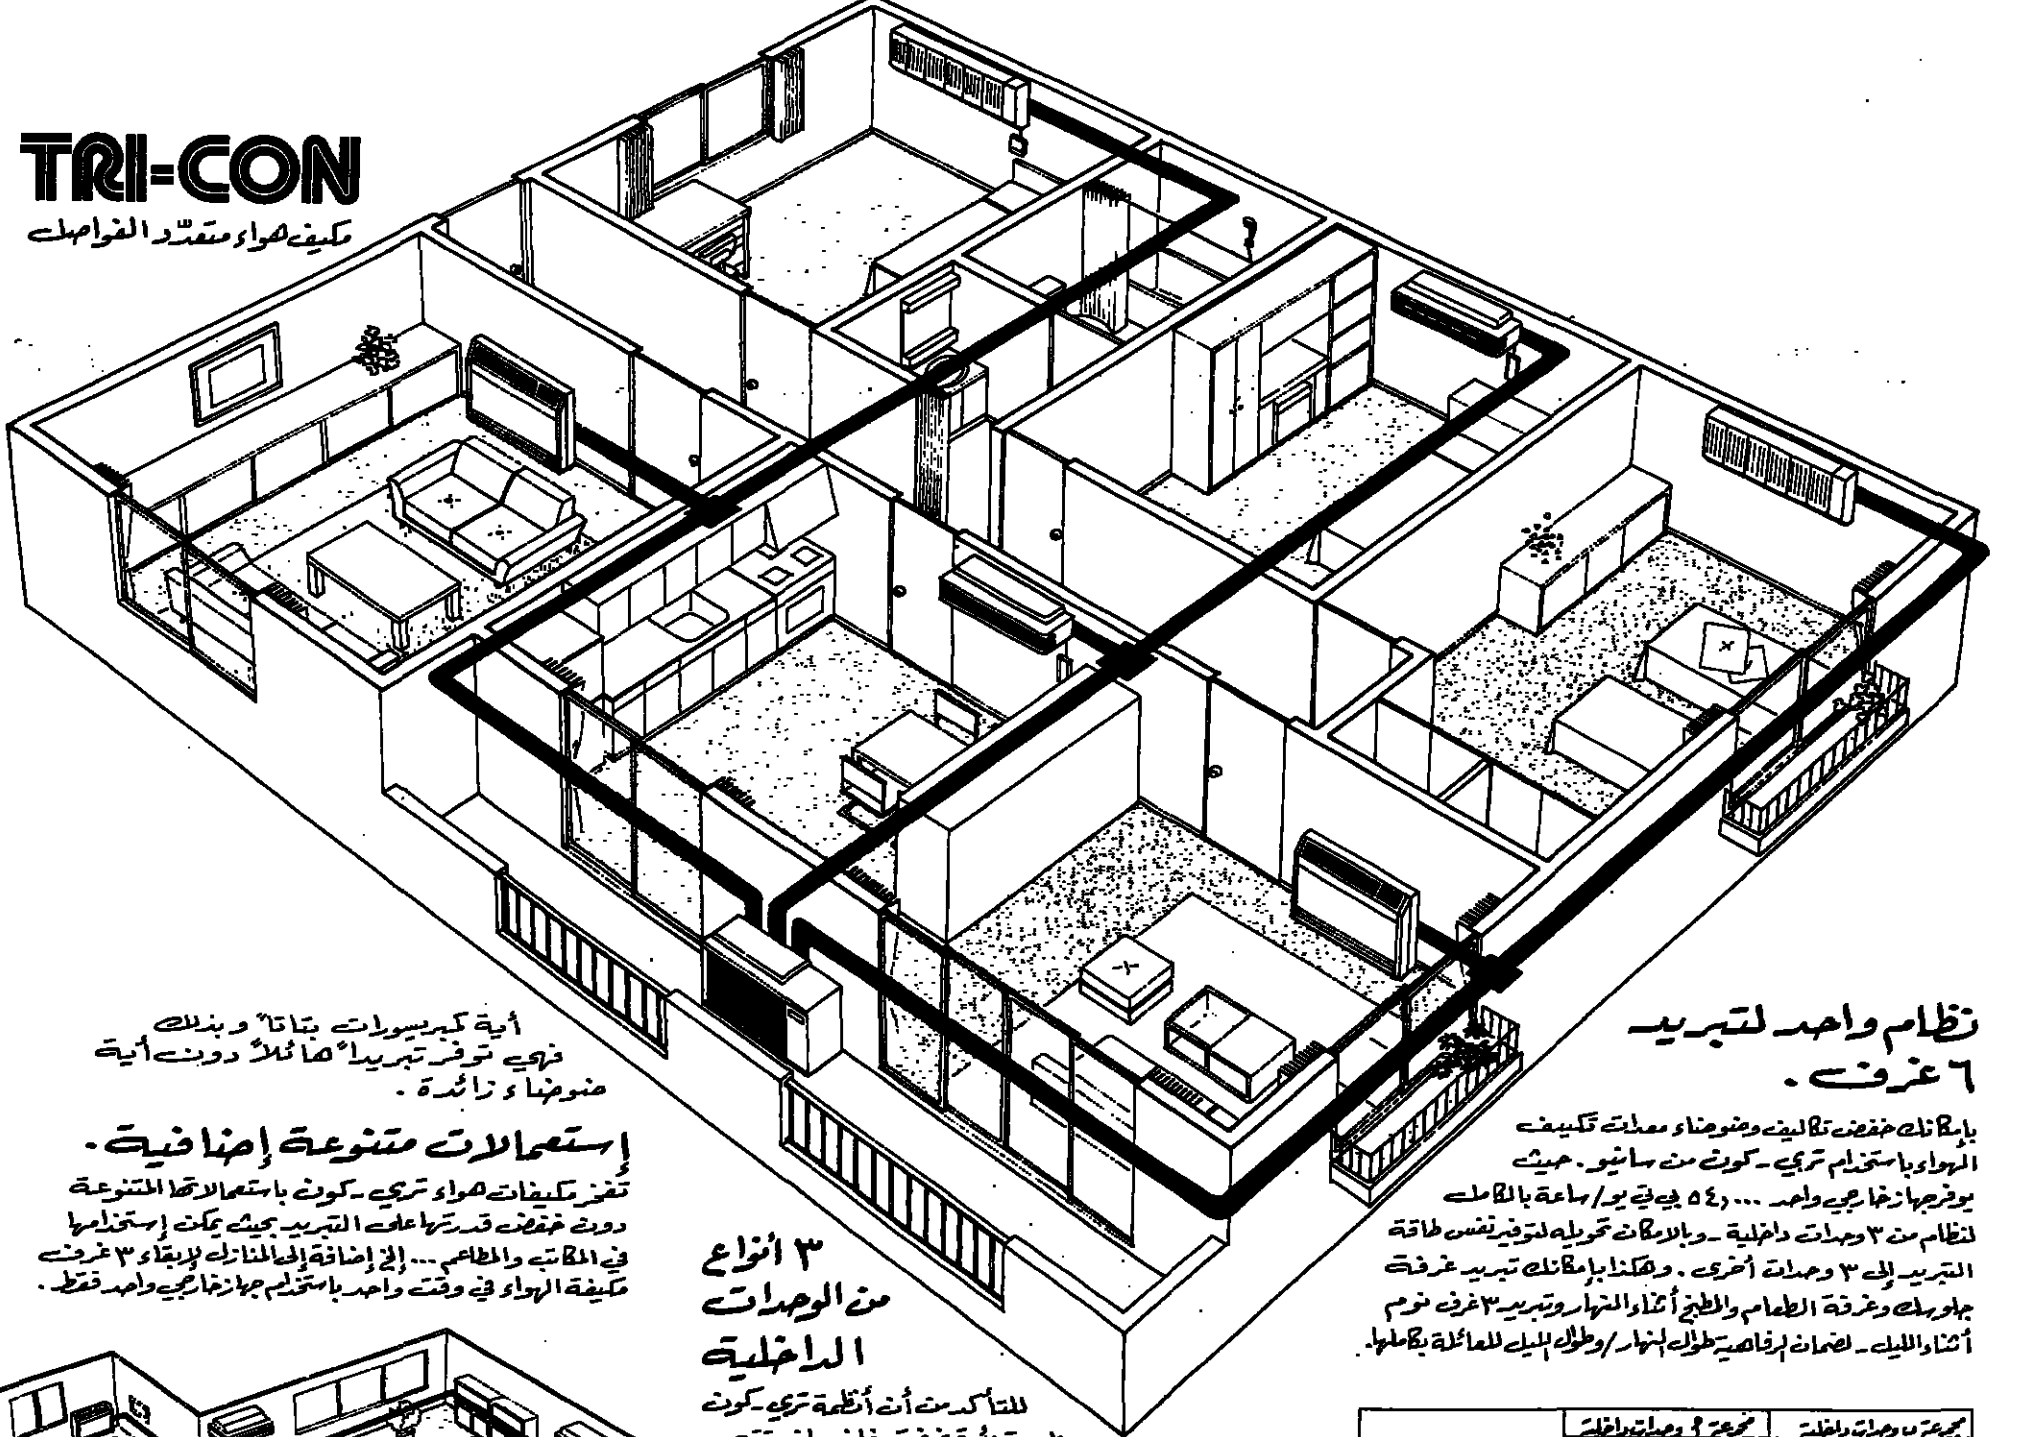 TRI-CON
مكيف هواء متعدّد الفواصل
نظام واحد لتبريد
٦ غرف .
بإمكانك خفض تكاليف وضوضاء معدات تكييف
الهواء باستخدام تري - كون من سانيو . حيث
يوفر جهاز خارجي واحد ٥٤,٠٠٠ بي تي يو/ساعة بالكامل
لنظام من ٣ وحدات داخلية - وبالامكان تحويله لتوفير نفس طاقة
التبريد إلى ٣ وحدات أخرى . وهكذا بإمكانك تبريد غرفة
جلوسك وغرفة الطعام والمطبخ أثناء النهار وتبريد ٣ غرف نوم
أثناء الليل - لضمان الرفاهية طوال النهار/وطوال الليل للعائلة بكاملها .
٣ أنواع
من الوحدات
الداخلية
للتأكد من أن أنظمة تري - كون
أية كمبريسورات بتاتاً و بذلك
فهي توفر تبريداً هائلاً دون أية
ضوضاء زائدة .
إستعمالات متنوعة إضافية .
تفخر مكيفات هواء تري - كون باستعمالاتها المتنوعة
دون خفض قدرتها على التبريد بحيث يمكن إستخدامها
في المكاتب والمطاعم ... إلخ إضافة إلى المنازل لإبقاء ٣ غرف
مكيفة الهواء في وقت واحد باستخدام جهاز خارجي واحد فقط .